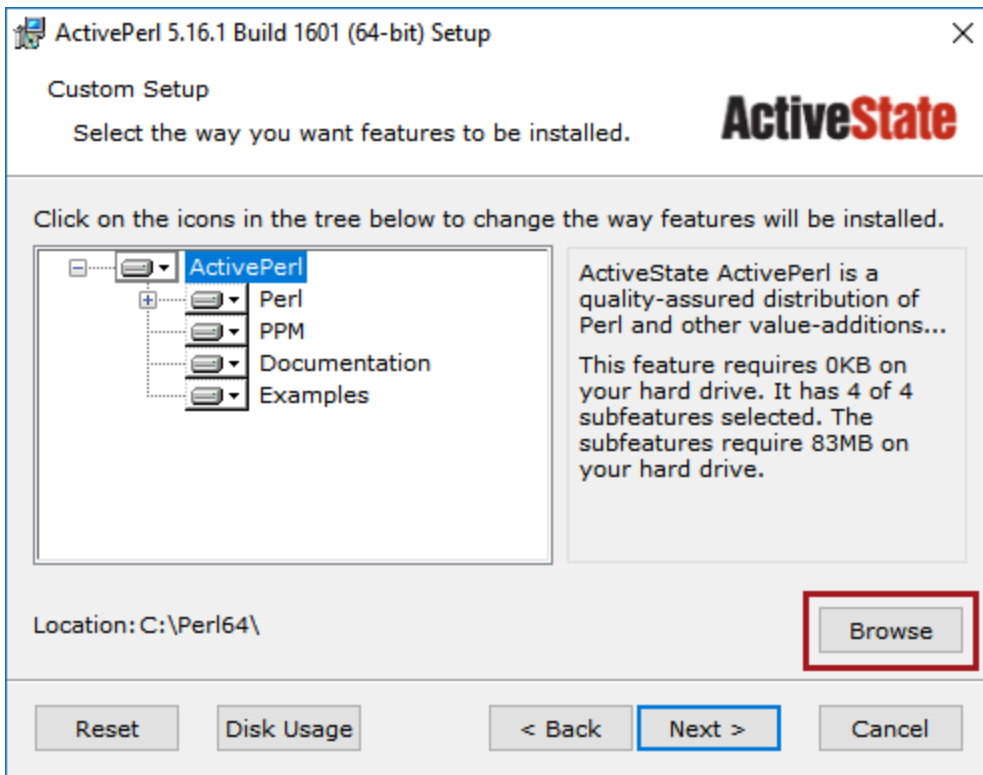 ActivePerl 5.16.1 Build 1601 (64-bit) Setup
Custom Setup
Select the way you want features to be installed.
ActiveState
Click on the icons in the tree below to change the way features will be installed.
ActivePerl
Perl
PPM
Documentation
Examples
ActiveState ActivePerl is a
quality-assured distribution of
Perl and other value-additions...
This feature requires 0KB on
your hard drive. It has 4 of 4
subfeatures selected. The
subfeatures require 83MB on
your hard drive.
Location: C:\Perl64\
Browse
Reset
Disk Usage
< Back
Next >
Cancel